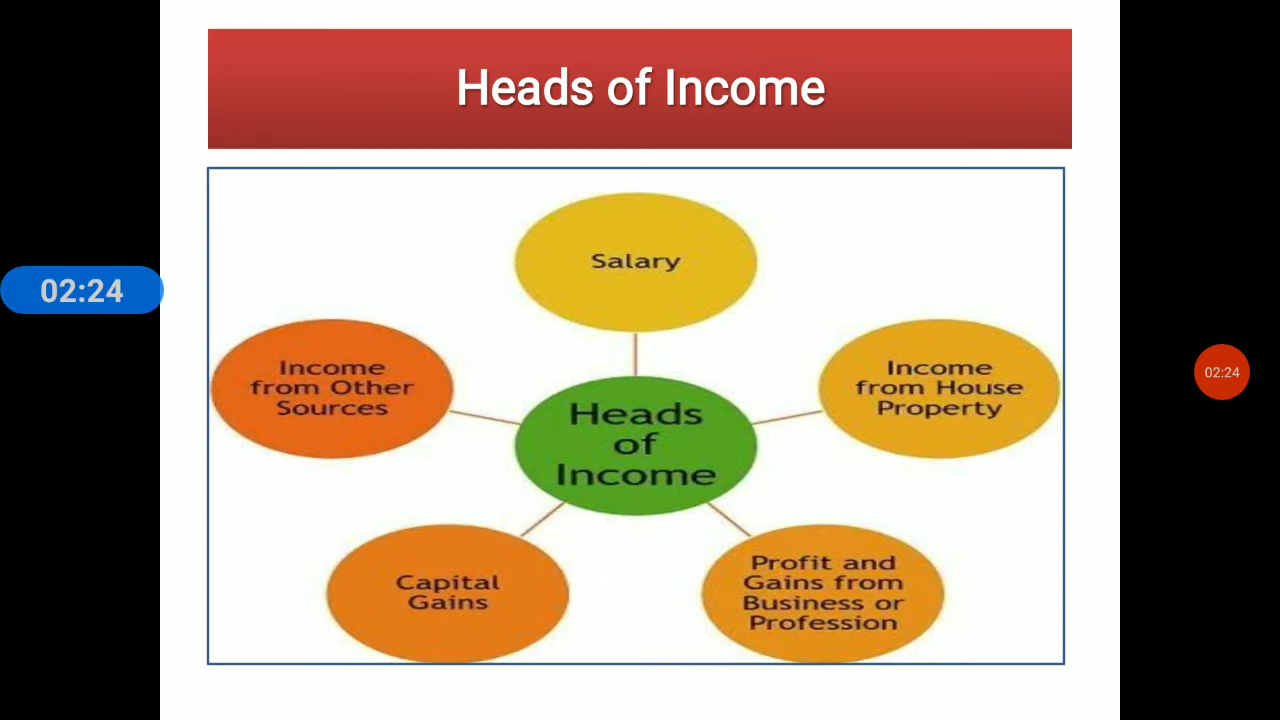 Heads of Income
Salary
Income
from Other
Sources
Income
from House
Property
Heads
of
Income
Capital
Gains
Profit and
Gains from
Business or
Profession
02:24
02:24